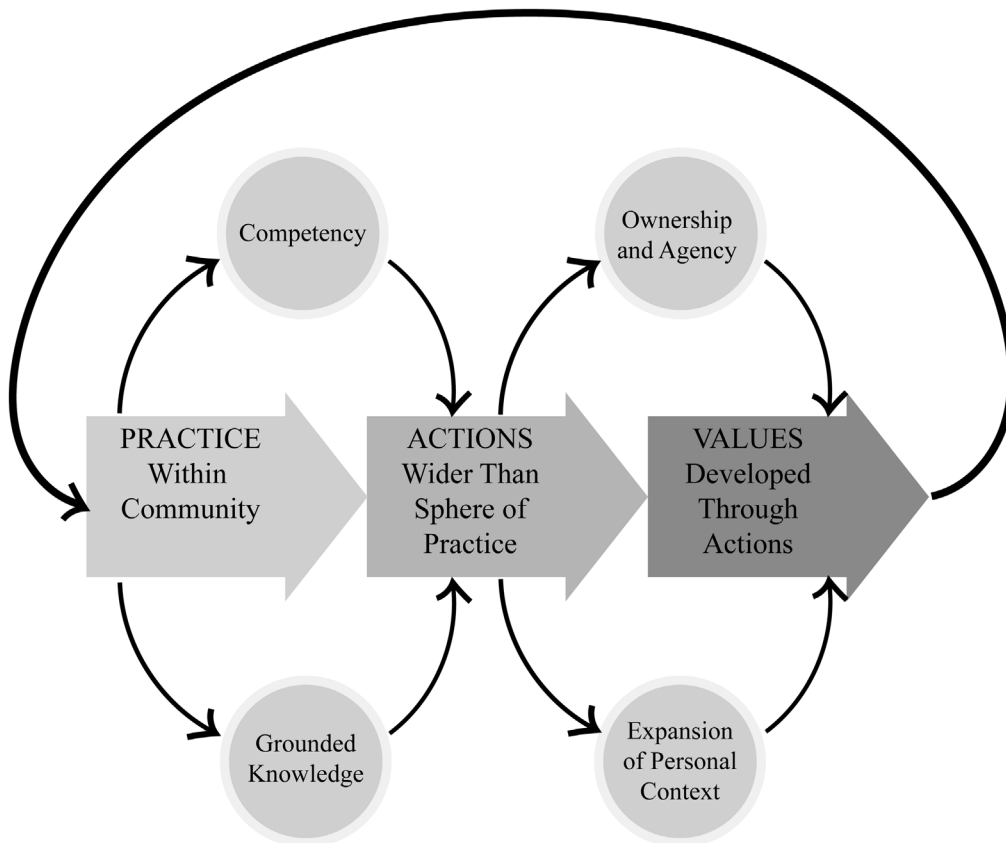 Competency
Ownership
and Agency
PRACTICE
Within
Community
ACTIONS
Wider Than
Sphere of
Practice
VALUES
Developed
Through
Actions
Grounded
Knowledge
Expansion
of Personal
Context